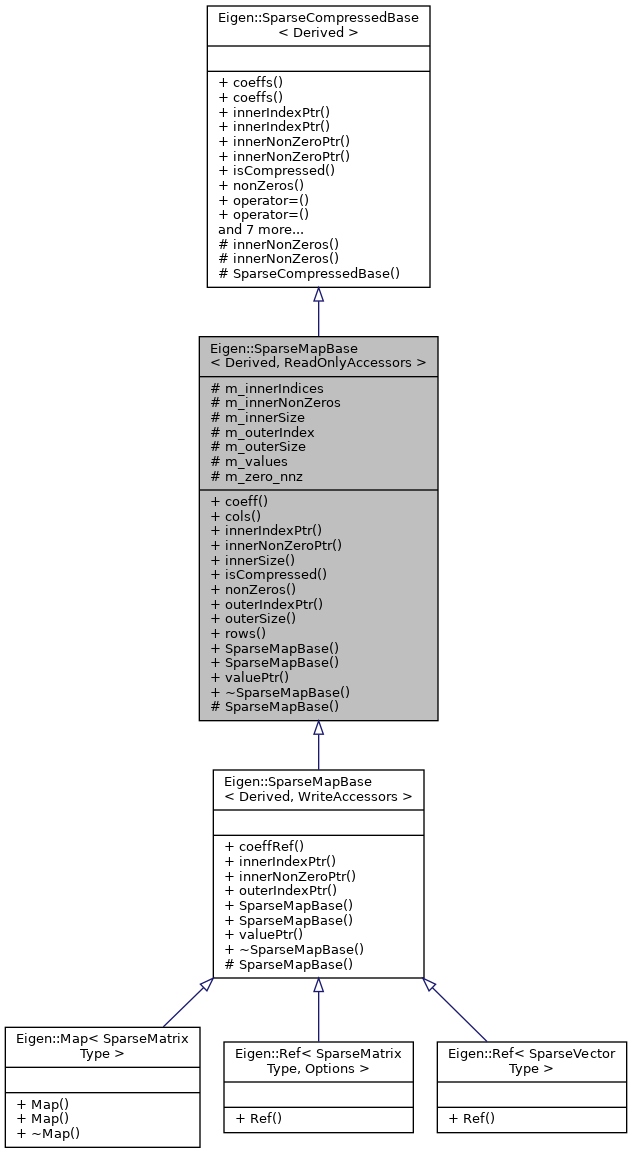 Eigen::SparseCompressedBase
< Derived >
+ coeffs()
+ coeffs()
+ innerIndexPtr()
+ innerIndexPtr()
+ innerNonZeroPtr()
+ innerNonZeroPtr()
+ isCompressed()
+ nonZeros()
+ operator=()
+ operator=()
and 7 more...
# innerNonZeros()
# innerNonZeros()
# SparseCompressedBase()
Eigen::SparseMapBase
< Derived, ReadOnlyAccessors >
# m_innerIndices
# m_innerNonZeros
# m_innerSize
# m_outerIndex
# m_outerSize
# m_values
# m_zero_nnz
+ coeff()
+ cols()
+ innerIndexPtr()
+ innerNonZeroPtr()
+ innerSize()
+ isCompressed()
+ nonZeros()
+ outerIndexPtr()
+ outerSize()
+ rows()
+ SparseMapBase()
+ SparseMapBase()
+ valuePtr()
+ ~SparseMapBase()
# SparseMapBase()
Eigen::SparseMapBase
< Derived, WriteAccessors >
+ coeffRef()
+ innerIndexPtr()
+ innerNonZeroPtr()
+ outerIndexPtr()
+ SparseMapBase()
+ SparseMapBase()
+ valuePtr()
+ ~SparseMapBase()
# SparseMapBase()
Eigen::Map< SparseMatrix
Type >
+ Map()
+ Map()
+ ~Map()
Eigen::Ref< SparseMatrix
Type, Options >
+ Ref()
Eigen::Ref< SparseVector
Type >
+ Ref()